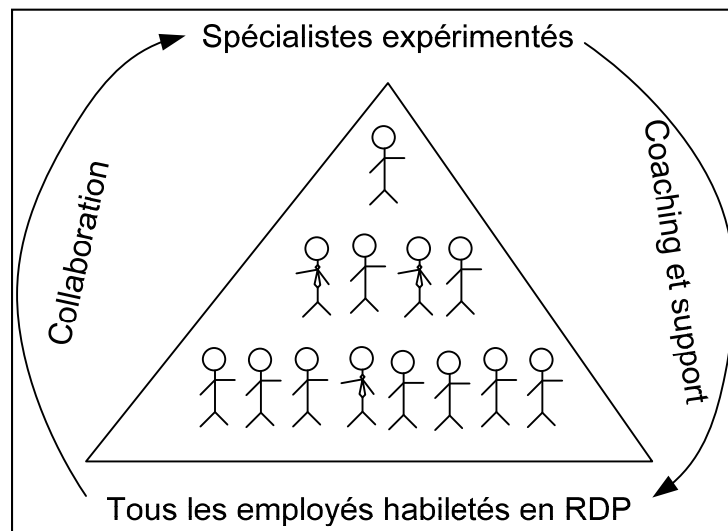 Spécialistes expérimentés
Collaboration
Coaching et support
Tous les employés habiletés en RDP